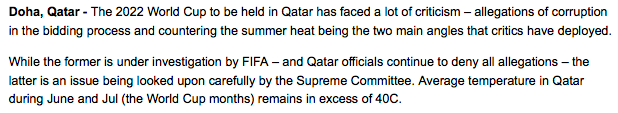 Doha, Qatar - The 2022 World Cup to be held in Qatar has faced a lot of criticism – allegations of corruption
in the bidding process and countering the summer heat being the two main angles that critics have deployed.
While the former is under investigation by FIFA – and Qatar officials continue to deny all allegations – the
latter is an issue being looked upon carefully by the Supreme Committee. Average temperature in Qatar
during June and Jul (the World Cup months) remains in excess of 40C.